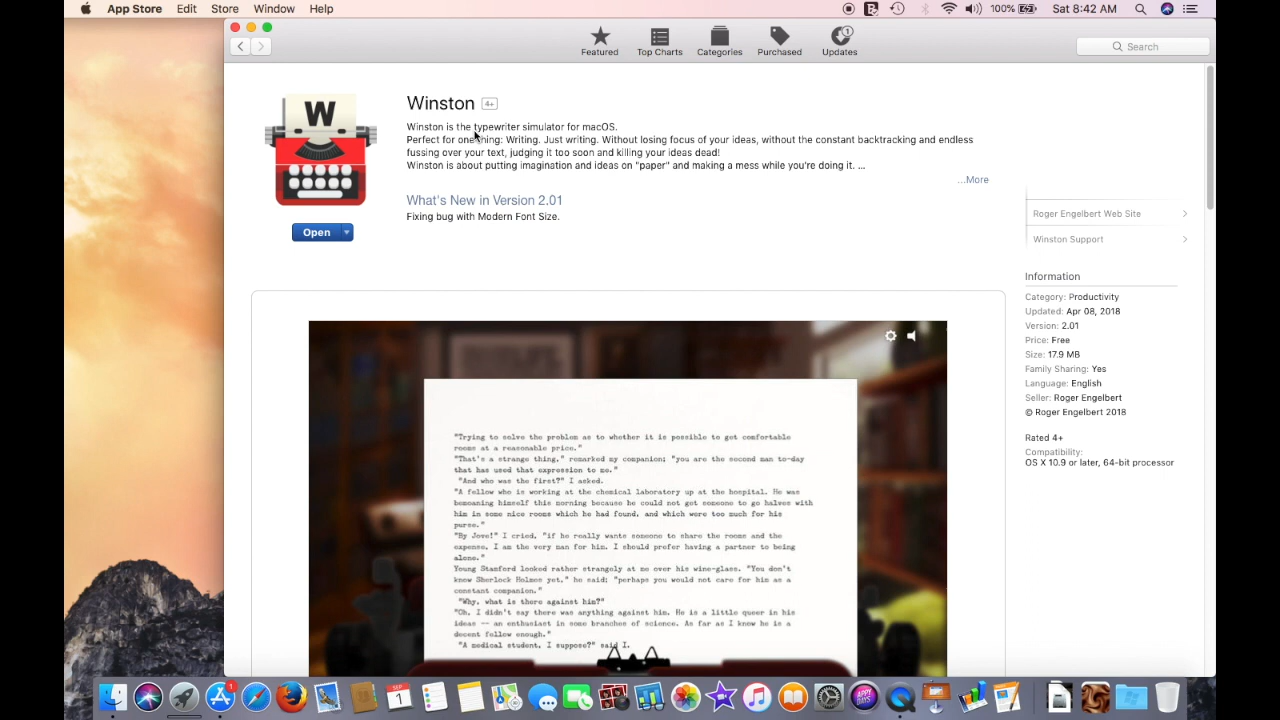 App Store Edit Store Window Help 100% Sat 8:42 AM
Featured Top Charts Categories Purchased 1 Updates Search
W
Winston 4+
Winston is the typewriter simulator for macOS.
Perfect for one thing: Writing. Just writing. Without losing focus of your ideas, without the constant backtracking and endless
fussing over your text, judging it too soon and killing your ideas dead!
Winston is about putting imagination and ideas on "paper" and making a mess while you're doing it. ...
...More
What's New in Version 2.01
Fixing bug with Modern Font Size.
Open
Roger Engelbert Web Site
Winston Support
Information
Category: Productivity
Updated: Apr 08, 2018
Version: 2.01
Price: Free
Size: 17.9 MB
Family Sharing: Yes
Language: English
Seller: Roger Engelbert
© Roger Engelbert 2018
Rated 4+
Compatibility:
OS X 10.9 or later, 64-bit processor
"Trying to solve the problem as to whether it is possible to get comfortable
rooms at a reasonable price."
"That's a strange thing," remarked my companion; "you are the second man to-day
that has used that expression to me."
"And who was the first?" I asked.
"A fellow who is working at the chemical laboratory up at the hospital. He was
bemoaning himself this morning because he could not get someone to go halves with
him in some nice rooms which he had found, and which were too much for his
purse."
"By Jove!" I cried, "if he really wants someone to share the rooms and the
expense, I am the very man for him. I should prefer having a partner to being
alone."
Young Stamford looked rather strangely at me over his wine-glass. "You don't
know Sherlock Holmes yet," he said; "perhaps you would not care for him as a
constant companion."
"Why, what is there against him?"
"Oh, I didn't say there was anything against him. He is a little queer in his
ideas -- an enthusiast in some branches of science. As far as I know he is a
decent fellow enough."
"A medical student, I suppose?" said I.
SEP
1
1